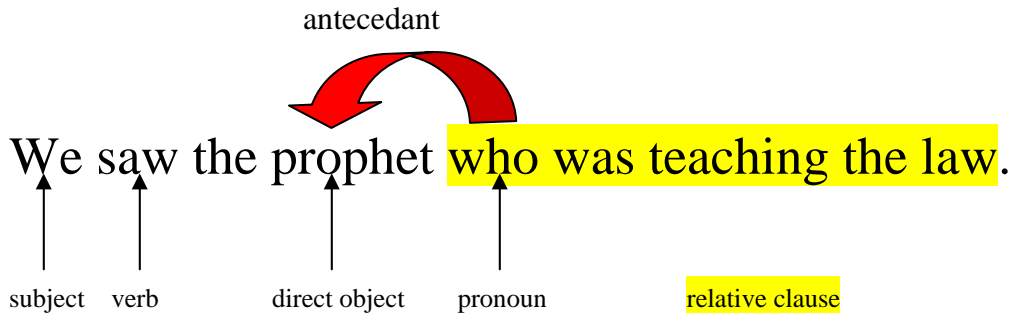 antecedant
We saw the prophet who was teaching the law.
subject verb direct object pronoun relative clause